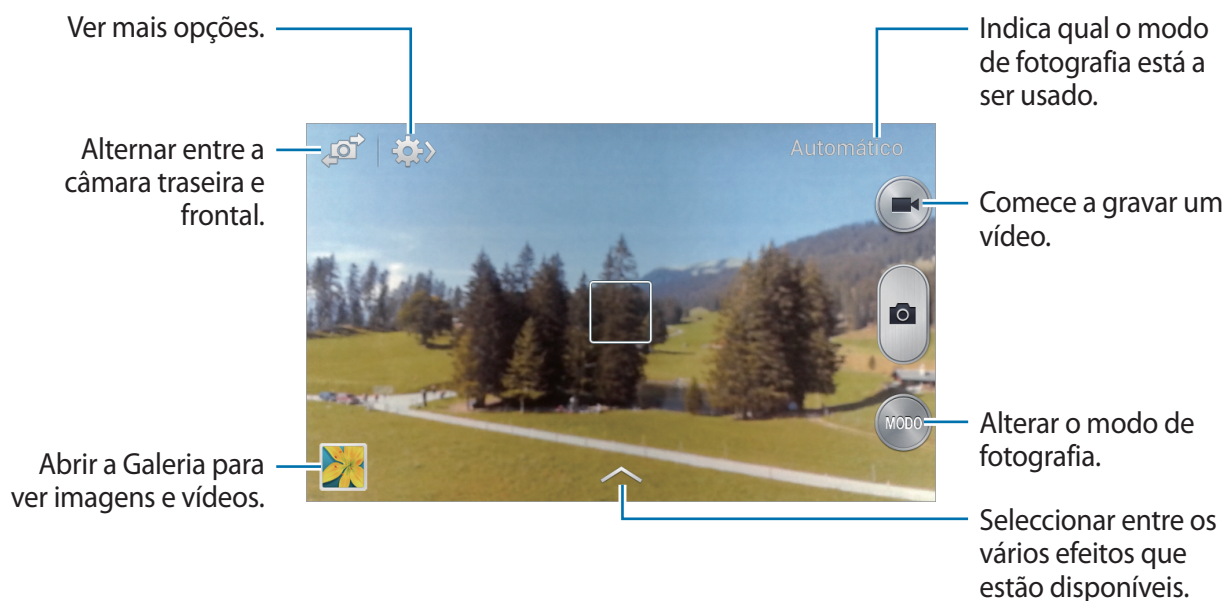 Ver mais opções.
Indica qual o modo
de fotografia está a
ser usado.
Alternar entre a
câmara traseira e
frontal.
Automático
Comece a gravar um
vídeo.
MODO
Alterar o modo de
fotografia.
Abrir a Galeria para
ver imagens e vídeos.
Seleccionar entre os
vários efeitos que
estão disponíveis.